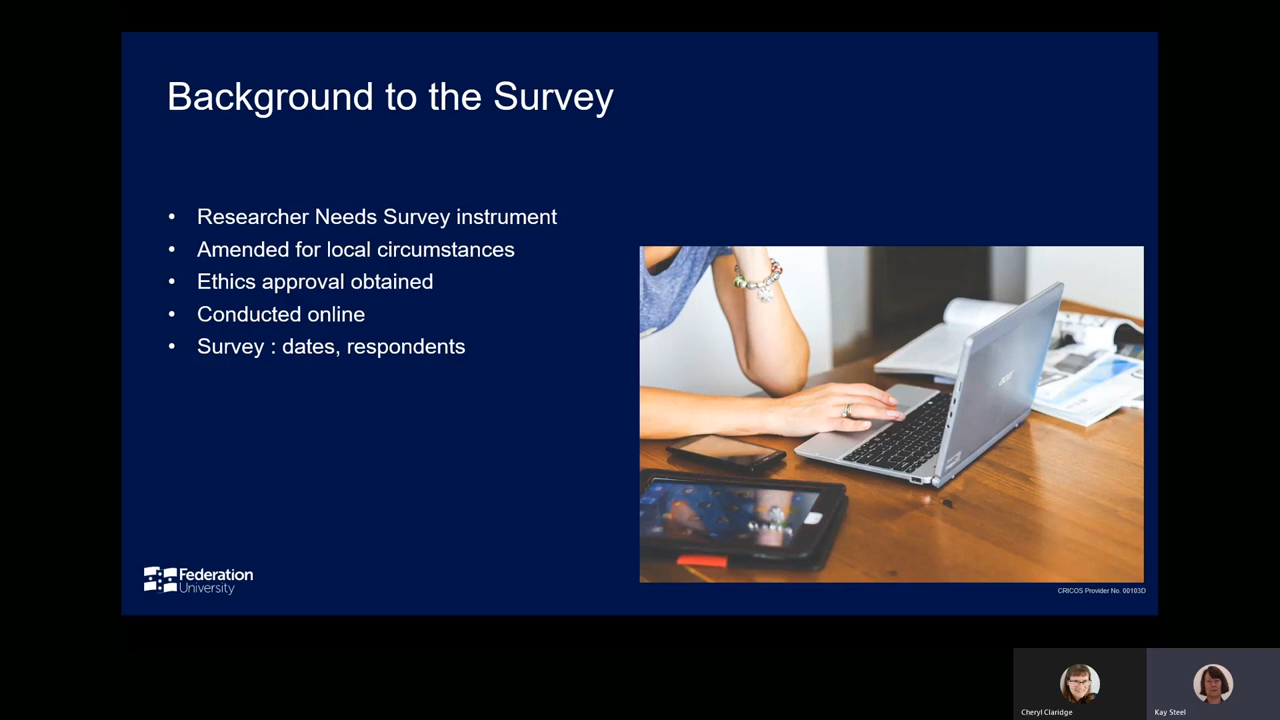 Background to the Survey
• Researcher Needs Survey instrument
• Amended for local circumstances
• Ethics approval obtained
• Conducted online
• Survey : dates, respondents
acer
Federation
University
CRICOS Provider No. 00103D
Cheryl Claridge
Kay Steel